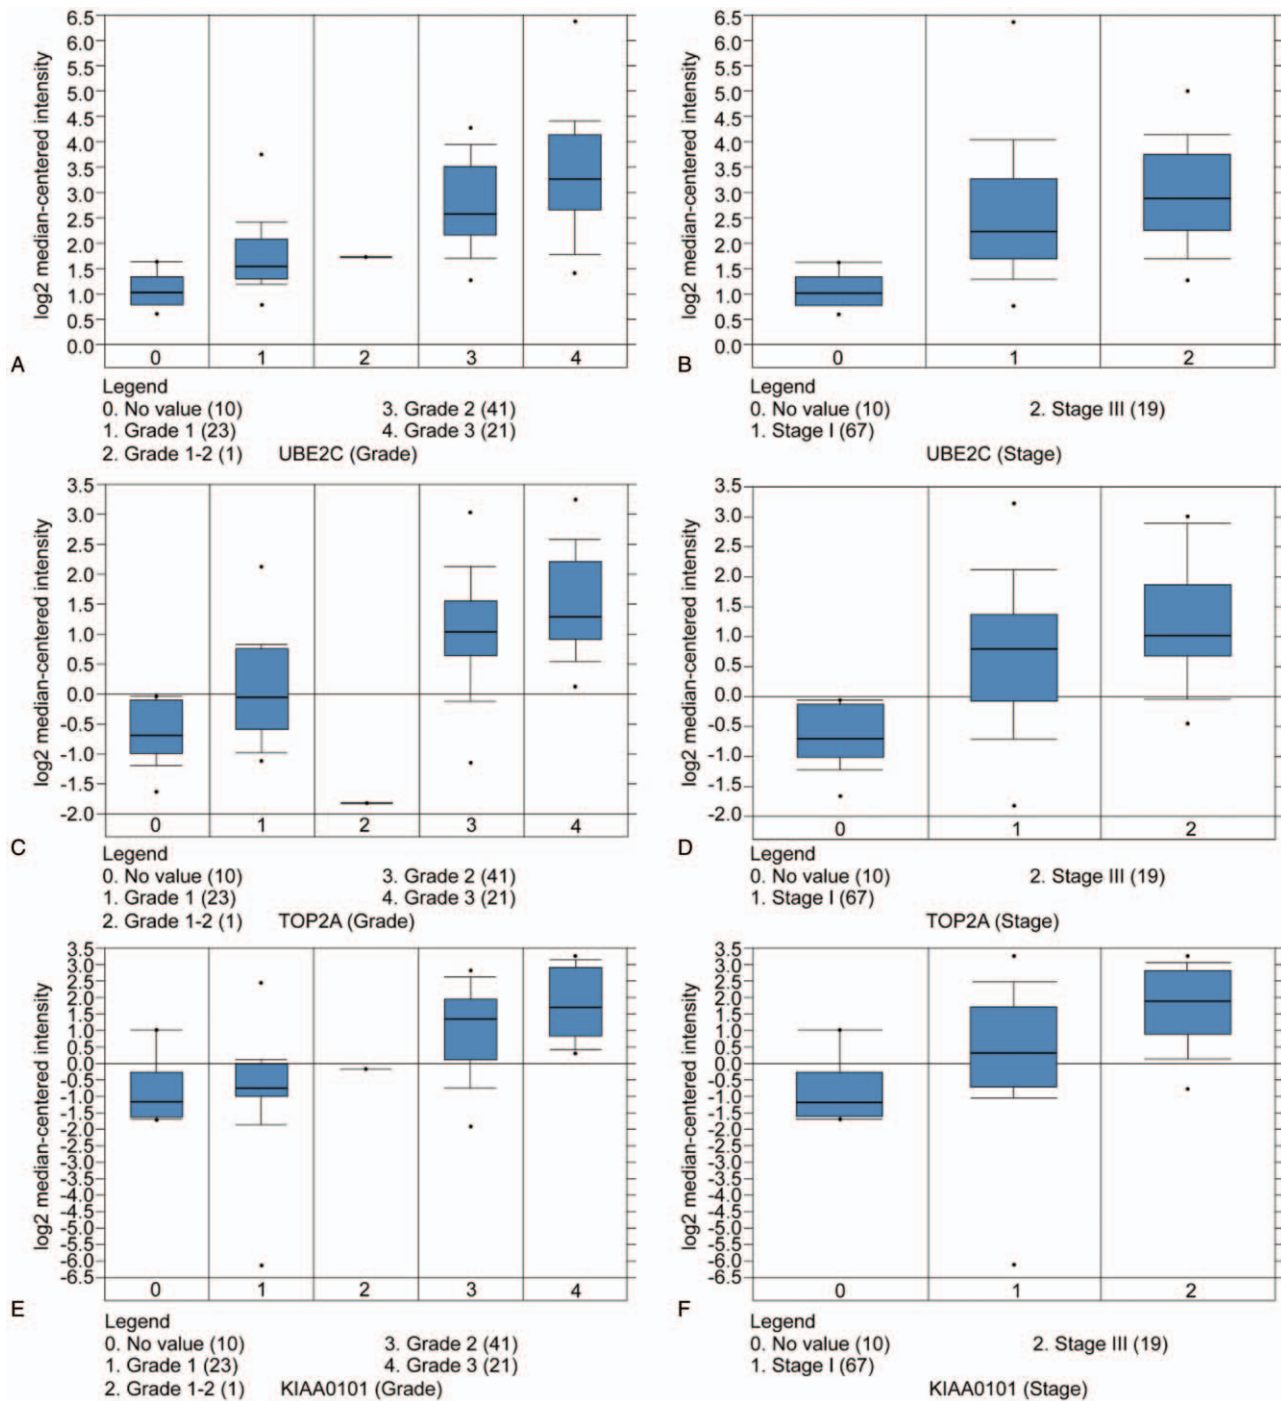 log2 median-centered intensity
6.5
6.0
5.5
5.0
4.5
4.0
3.5
3.0
2.5
2.0
1.5
1.0
0.5
0.0
0 1 2 3 4
A
Legend
0. No value (10) 3. Grade 2 (41)
1. Grade 1 (23) 4. Grade 3 (21)
2. Grade 1-2 (1) UBE2C (Grade)
log2 median-centered intensity
6.5
6.0
5.5
5.0
4.5
4.0
3.5
3.0
2.5
2.0
1.5
1.0
0.5
0.0
0 1 2
B
Legend
0. No value (10) 2. Stage III (19)
1. Stage I (67)
UBE2C (Stage)
log2 median-centered intensity
3.5
3.0
2.5
2.0
1.5
1.0
0.5
0.0
-0.5
-1.0
-1.5
-2.0
0 1 2 3 4
C
Legend
0. No value (10) 3. Grade 2 (41)
1. Grade 1 (23) 4. Grade 3 (21)
2. Grade 1-2 (1) TOP2A (Grade)
log2 median-centered intensity
3.5
3.0
2.5
2.0
1.5
1.0
0.5
0.0
-0.5
-1.0
-1.5
-2.0
0 1 2
D
Legend
0. No value (10) 2. Stage III (19)
1. Stage I (67)
TOP2A (Stage)
log2 median-centered intensity
3.5
3.0
2.5
2.0
1.5
1.0
0.5
0.0
-0.5
-1.0
-1.5
-2.0
-2.5
-3.0
-3.5
-4.0
-4.5
-5.0
-5.5
-6.0
-6.5
0 1 2 3 4
E
Legend
0. No value (10) 3. Grade 2 (41)
1. Grade 1 (23) 4. Grade 3 (21)
2. Grade 1-2 (1) KIAA0101 (Grade)
log2 median-centered intensity
3.5
3.0
2.5
2.0
1.5
1.0
0.5
0.0
-0.5
-1.0
-1.5
-2.0
-2.5
-3.0
-3.5
-4.0
-4.5
-5.0
-5.5
-6.0
-6.5
0 1 2
F
Legend
0. No value (10) 2. Stage III (19)
1. Stage I (67)
KIAA0101 (Stage)